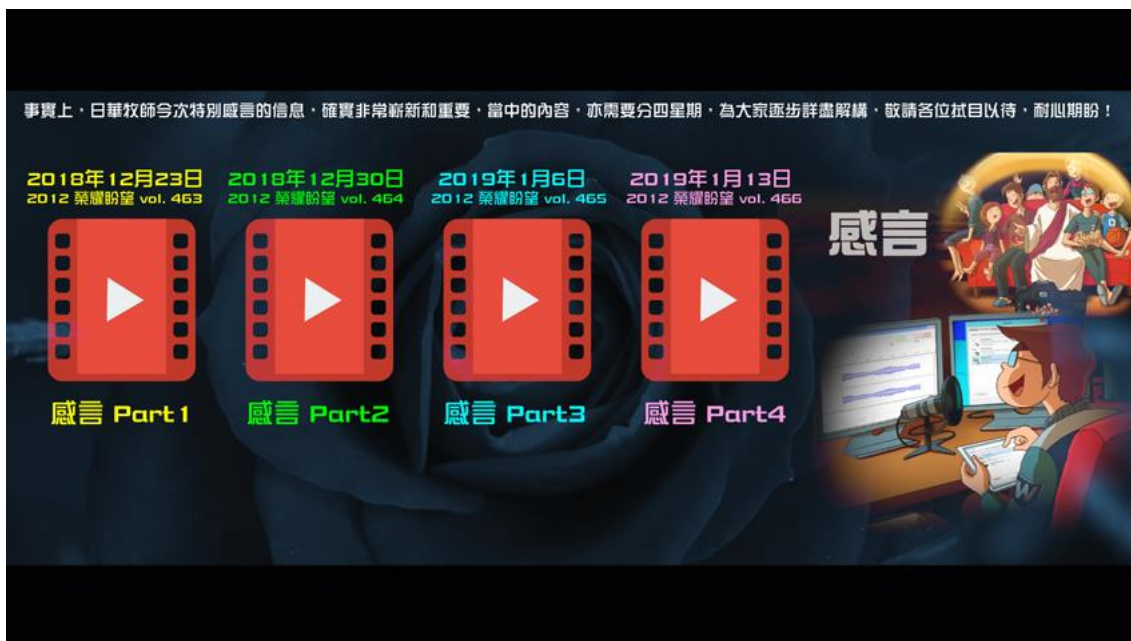 事實上，日華牧師今次特別感言的信息，確實非常嶄新和重要，當中的內容，亦需要分四星期，為大家逐步詳盡解構，敬請各位拭目以待，耐心期盼！
2018年12月23日
2012 榮耀盼望 vol. 463
感言 Part1
2018年12月30日
2012 榮耀盼望 vol. 464
感言 Part2
2019年1月6日
2012 榮耀盼望 vol. 465
感言 Part3
2019年1月13日
2012 榮耀盼望 vol. 466
感言 Part4
感言
W